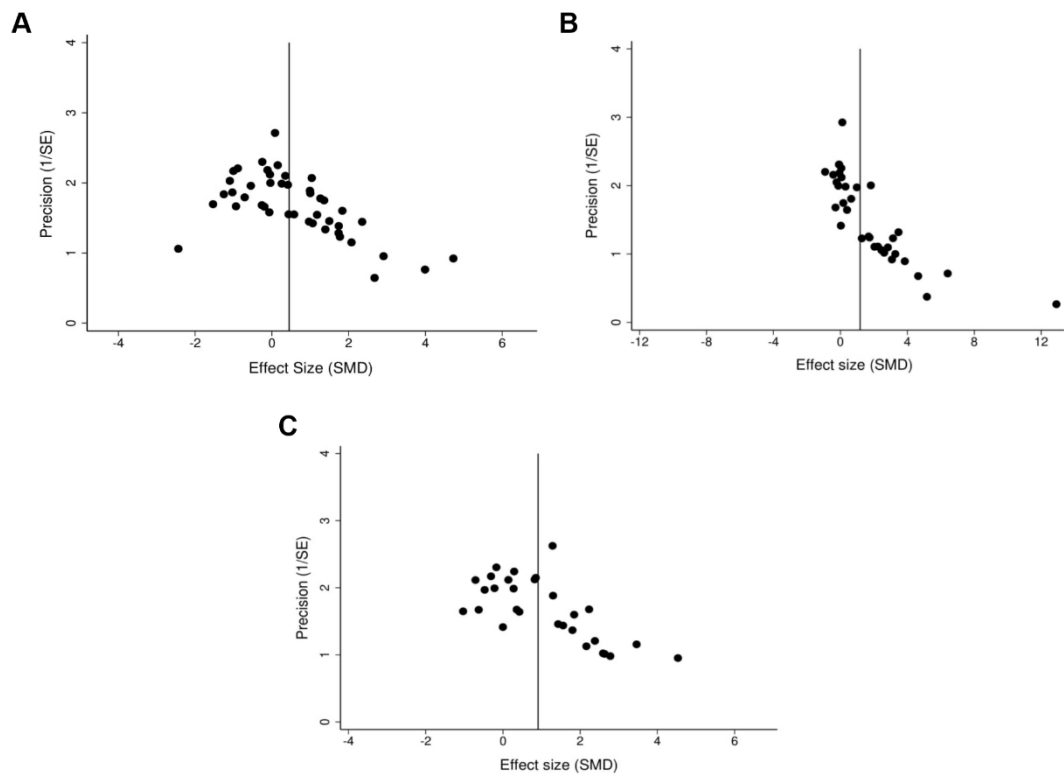 A
4
3
2
1
0
Precision (1/SE)
-4 -2 0 2 4 6
Effect Size (SMD)
B
4
3
2
1
0
Precision (1/SE)
-12 -8 -4 0 4 8 12
Effect size (SMD)
C
4
3
2
1
0
Precision (1/SE)
-4 -2 0 2 4 6
Effect size (SMD)